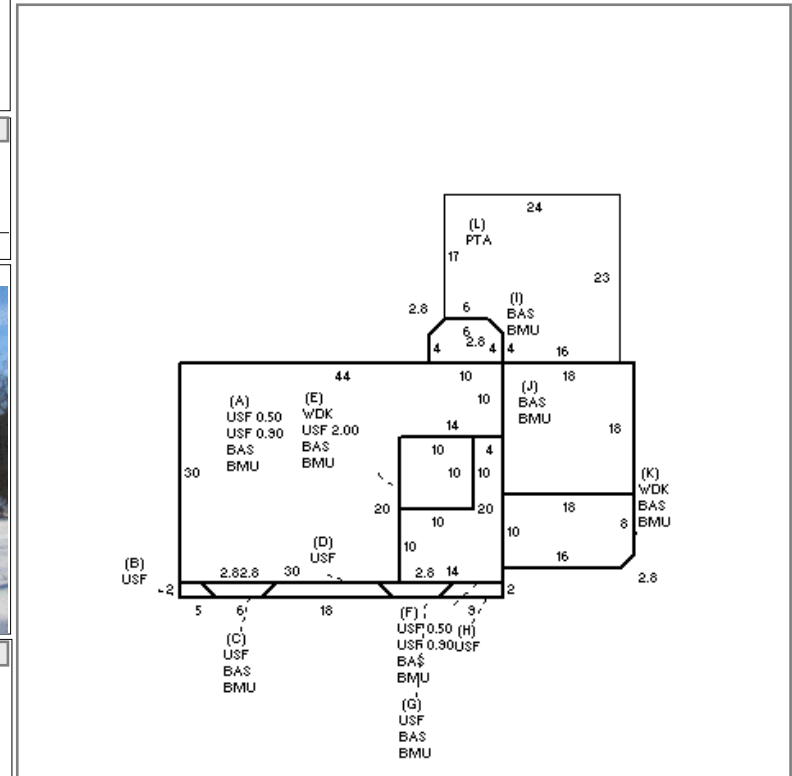 24
(L)
PTA
17
23
(I)
BAS
BMU
2.8
6
6
2.8
4
4
4
16
44
10
18
(A)
USF 0.50
USF 0.90
BAS
BMU
(E)
WDK
USF 2.00
BAS
BMU
10
(J)
BAS
BMU
14
18
10
4
30
10
10
(K)
WDK
BAS
BMU
20
20
18
8
10
10
10
16
(D)
USF
(B)
USF
2.8
2.8
30
2.8
14
2.8
2
2
5
6
18
9
(C)
USF
BAS
BMU
(F)
USF 0.50
USF 0.90
BAS
BMU
(H)
USF
(G)
USF
BAS
BMU